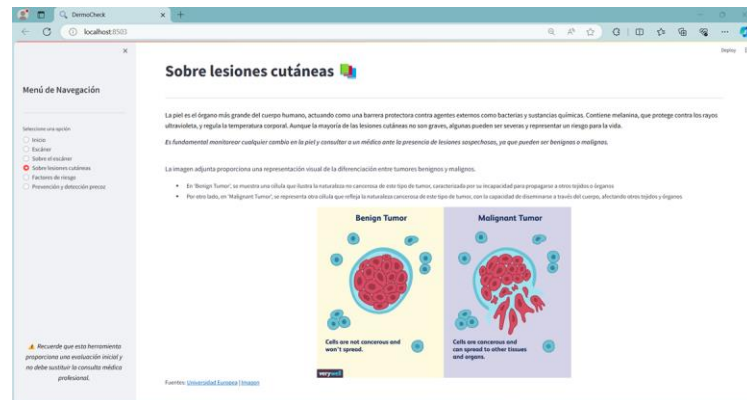 DermoCheck
localhost:8503
Deploy
Menú de Navegación
Seleccione una opción
Inicio
Escáner
Sobre el escáner
Sobre lesiones cutáneas
Factores de riesgo
Prevención y detección precoz
⚠️ Recuerde que esta herramienta
proporciona una evaluación inicial y
no debe sustituir la consulta médica
profesional.
Sobre lesiones cutáneas
La piel es el órgano más grande del cuerpo humano, actuando como una barrera protectora contra agentes externos como bacterias y sustancias químicas. Contiene melanina, que protege contra los rayos
ultravioleta, y regula la temperatura corporal. Aunque la mayoría de las lesiones cutáneas no son graves, algunas pueden ser severas y representar un riesgo para la vida.
Es fundamental monitorear cualquier cambio en la piel y consultar a un médico ante la presencia de lesiones sospechosas, ya que pueden ser benignas o malignas.
La imagen adjunta proporciona una representación visual de la diferenciación entre tumores benignos y malignos.
En 'Benign Tumor', se muestra una célula que ilustra la naturaleza no cancerosa de este tipo de tumor, caracterizada por su incapacidad para propagarse a otros tejidos o órganos
Por otro lado, en 'Malignant Tumor', se representa otra célula que refleja la naturaleza cancerosa de este tipo de tumor, con la capacidad de diseminarse a través del cuerpo, afectando otros tejidos y órganos
Benign Tumor
Cells are not cancerous and
won't spread.
verywell
Malignant Tumor
Cells are cancerous and
can spread to other tissues
and organs.
Fuentes: Universidad Europea | Imagen